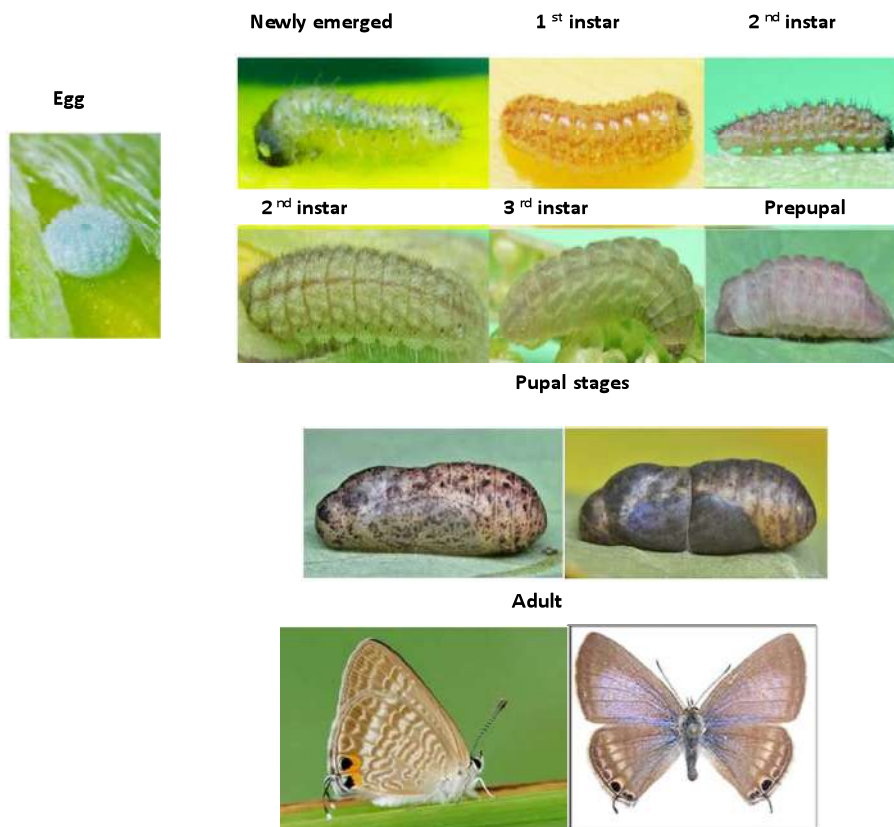 Newly emerged
1 st instar
2 nd instar
Egg
2 nd instar
3 rd instar
Prepupal
Pupal stages
Adult